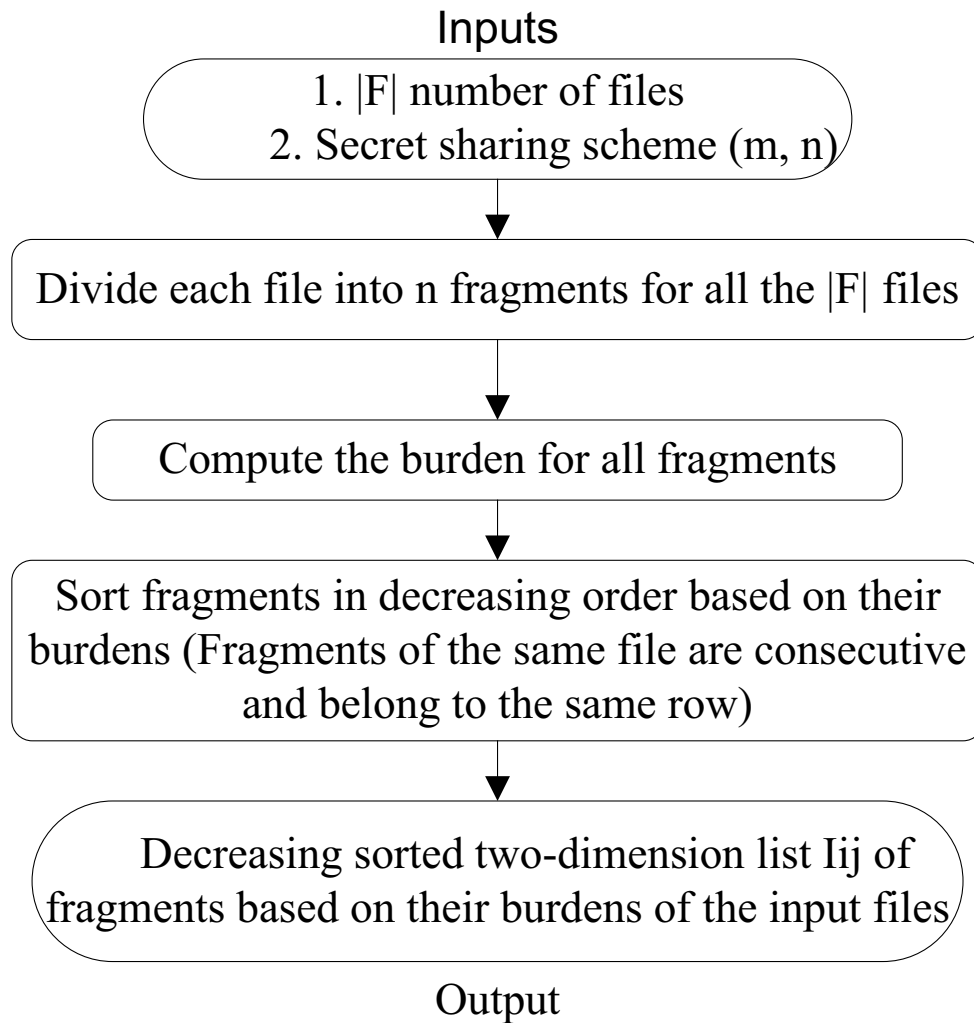 Inputs
1. |F| number of files
2. Secret sharing scheme (m, n)
Divide each file into n fragments for all the |F| files
Compute the burden for all fragments
Sort fragments in decreasing order based on their
burdens (Fragments of the same file are consecutive
and belong to the same row)
Decreasing sorted two-dimension list Iij of
fragments based on their burdens of the input files
Output